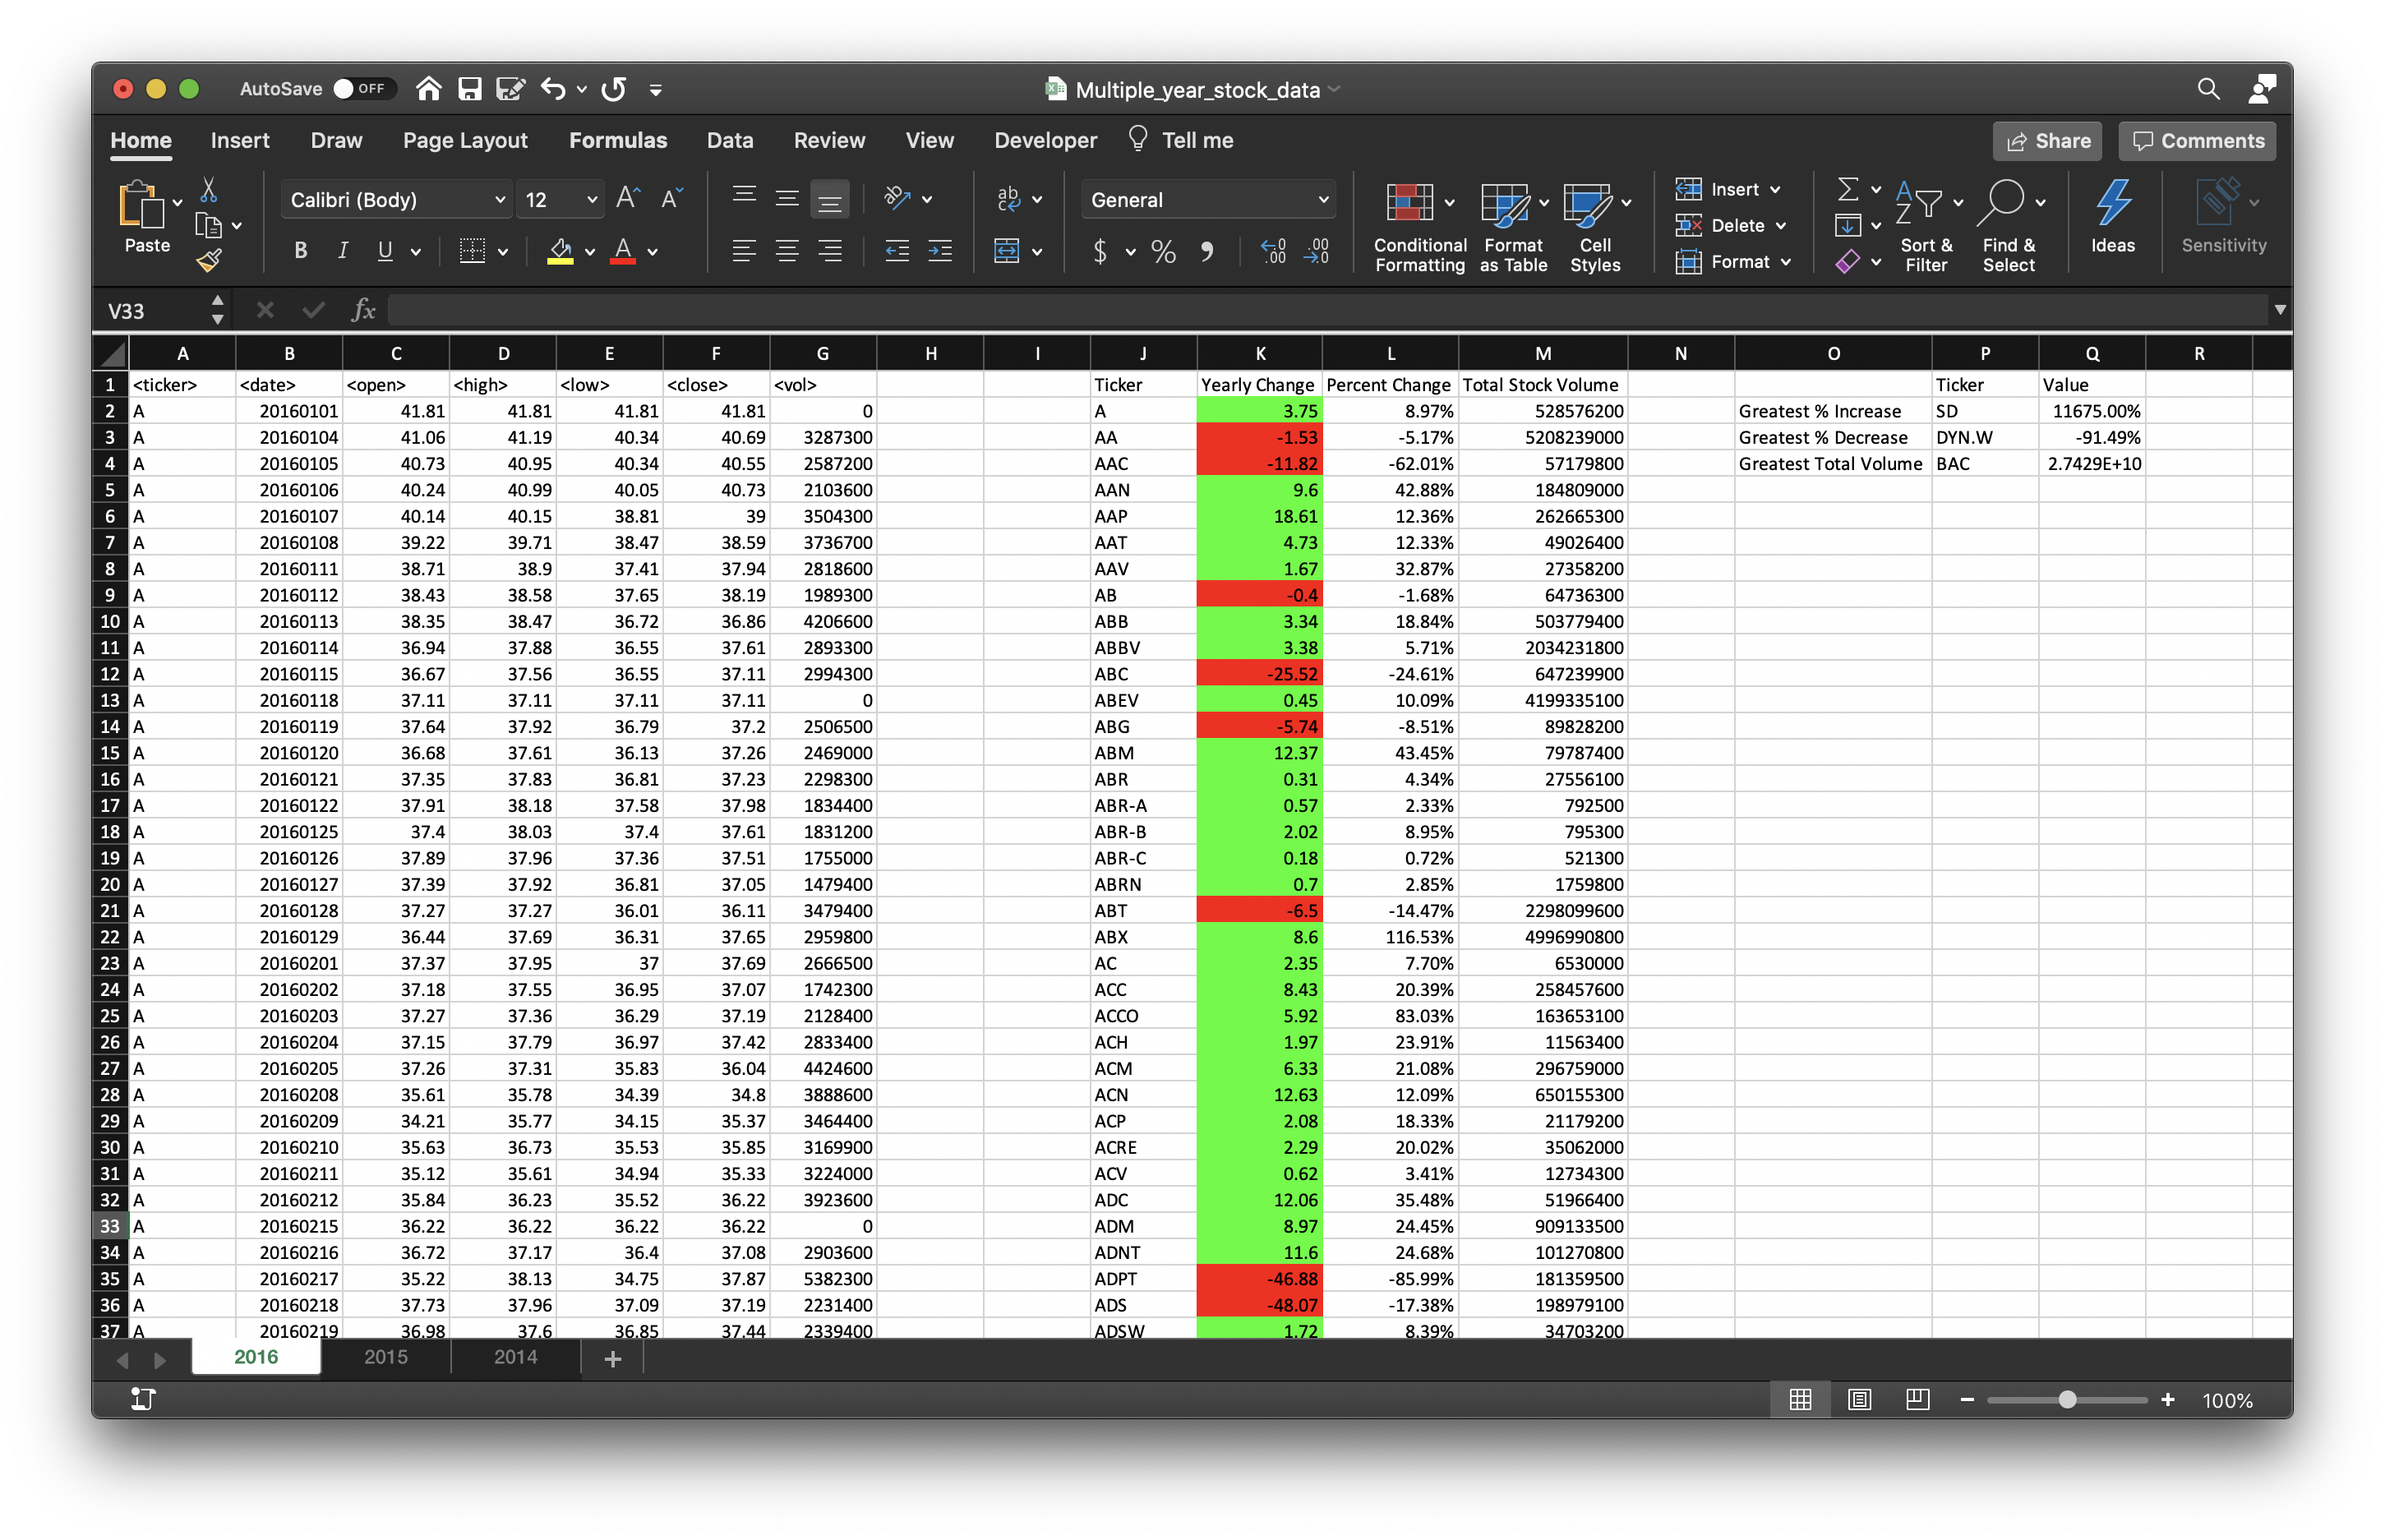 AutoSave OFF Multiple_year_stock_data
Home Insert Draw Page Layout Formulas Data Review View Developer Tell me Share Comments
Paste Calibri (Body) 12 A A ab General Insert Σ A Z
B I U A $ % 9 .0 .00 .00 .0 Conditional Formatting Format as Table Cell Styles Delete Format Sort & Filter Find & Select Ideas Sensitivity
V33 fx
A B C D E F G H I J K L M N O P Q R
1 <ticker> <date> <open> <high> <low> <close> <vol> Ticker Yearly Change Percent Change Total Stock Volume Ticker Value
2 A 20160101 41.81 41.81 41.81 41.81 0 A 3.75 8.97% 528576200 Greatest % Increase SD 11675.00%
3 A 20160104 41.06 41.19 40.34 40.69 3287300 AA -1.53 -5.17% 5208239000 Greatest % Decrease DYN.W -91.49%
4 A 20160105 40.73 40.95 40.34 40.55 2587200 AAC -11.82 -62.01% 57179800 Greatest Total Volume BAC 2.7429E+10
5 A 20160106 40.24 40.99 40.05 40.73 2103600 AAN 9.6 42.88% 184809000
6 A 20160107 40.14 40.15 38.81 39 3504300 AAP 18.61 12.36% 262665300
7 A 20160108 39.22 39.71 38.47 38.59 3736700 AAT 4.73 12.33% 49026400
8 A 20160111 38.71 38.9 37.41 37.94 2818600 AAV 1.67 32.87% 27358200
9 A 20160112 38.43 38.58 37.65 38.19 1989300 AB -0.4 -1.68% 64736300
10 A 20160113 38.35 38.47 36.72 36.86 4206600 ABB 3.34 18.84% 503779400
11 A 20160114 36.94 37.88 36.55 37.61 2893300 ABBV 3.38 5.71% 2034231800
12 A 20160115 36.67 37.56 36.55 37.11 2994300 ABC -25.52 -24.61% 647239900
13 A 20160118 37.11 37.11 37.11 37.11 0 ABEV 0.45 10.09% 4199335100
14 A 20160119 37.64 37.92 36.79 37.2 2506500 ABG -5.74 -8.51% 89828200
15 A 20160120 36.68 37.61 36.13 37.26 2469000 ABM 12.37 43.45% 79787400
16 A 20160121 37.35 37.83 36.81 37.23 2298300 ABR 0.31 4.34% 27556100
17 A 20160122 37.91 38.18 37.58 37.98 1834400 ABR-A 0.57 2.33% 792500
18 A 20160125 37.4 38.03 37.4 37.61 1831200 ABR-B 2.02 8.95% 795300
19 A 20160126 37.89 37.96 37.36 37.51 1755000 ABR-C 0.18 0.72% 521300
20 A 20160127 37.39 37.92 36.81 37.05 1479400 ABRN 0.7 2.85% 1759800
21 A 20160128 37.27 37.27 36.01 36.11 3479400 ABT -6.5 -14.47% 2298099600
22 A 20160129 36.44 37.69 36.31 37.65 2959800 ABX 8.6 116.53% 4996990800
23 A 20160201 37.37 37.95 37 37.69 2666500 AC 2.35 7.70% 6530000
24 A 20160202 37.18 37.55 36.95 37.07 1742300 ACC 8.43 20.39% 258457600
25 A 20160203 37.27 37.36 36.29 37.19 2128400 ACCO 5.92 83.03% 163653100
26 A 20160204 37.15 37.79 36.97 37.42 2833400 ACH 1.97 23.91% 11563400
27 A 20160205 37.26 37.31 35.83 36.04 4424600 ACM 6.33 21.08% 296759000
28 A 20160208 35.61 35.78 34.39 34.8 3888600 ACN 12.63 12.09% 650155300
29 A 20160209 34.21 35.77 34.15 35.37 3464400 ACP 2.08 18.33% 21179200
30 A 20160210 35.63 36.73 35.53 35.85 3169900 ACRE 2.29 20.02% 35062000
31 A 20160211 35.12 35.61 34.94 35.33 3224000 ACV 0.62 3.41% 12734300
32 A 20160212 35.84 36.23 35.52 36.22 3923600 ADC 12.06 35.48% 51966400
33 A 20160215 36.22 36.22 36.22 36.22 0 ADM 8.97 24.45% 909133500
34 A 20160216 36.72 37.17 36.4 37.08 2903600 ADNT 11.6 24.68% 101270800
35 A 20160217 35.22 38.13 34.75 37.87 5382300 ADPT -46.88 -85.99% 181359500
36 A 20160218 37.73 37.96 37.09 37.19 2231400 ADS -48.07 -17.38% 198979100
37 A 20160219 36.98 37.6 36.85 37.44 2339400 ADSW 1.72 8.39% 34703200
2016 2015 2014 +
100%